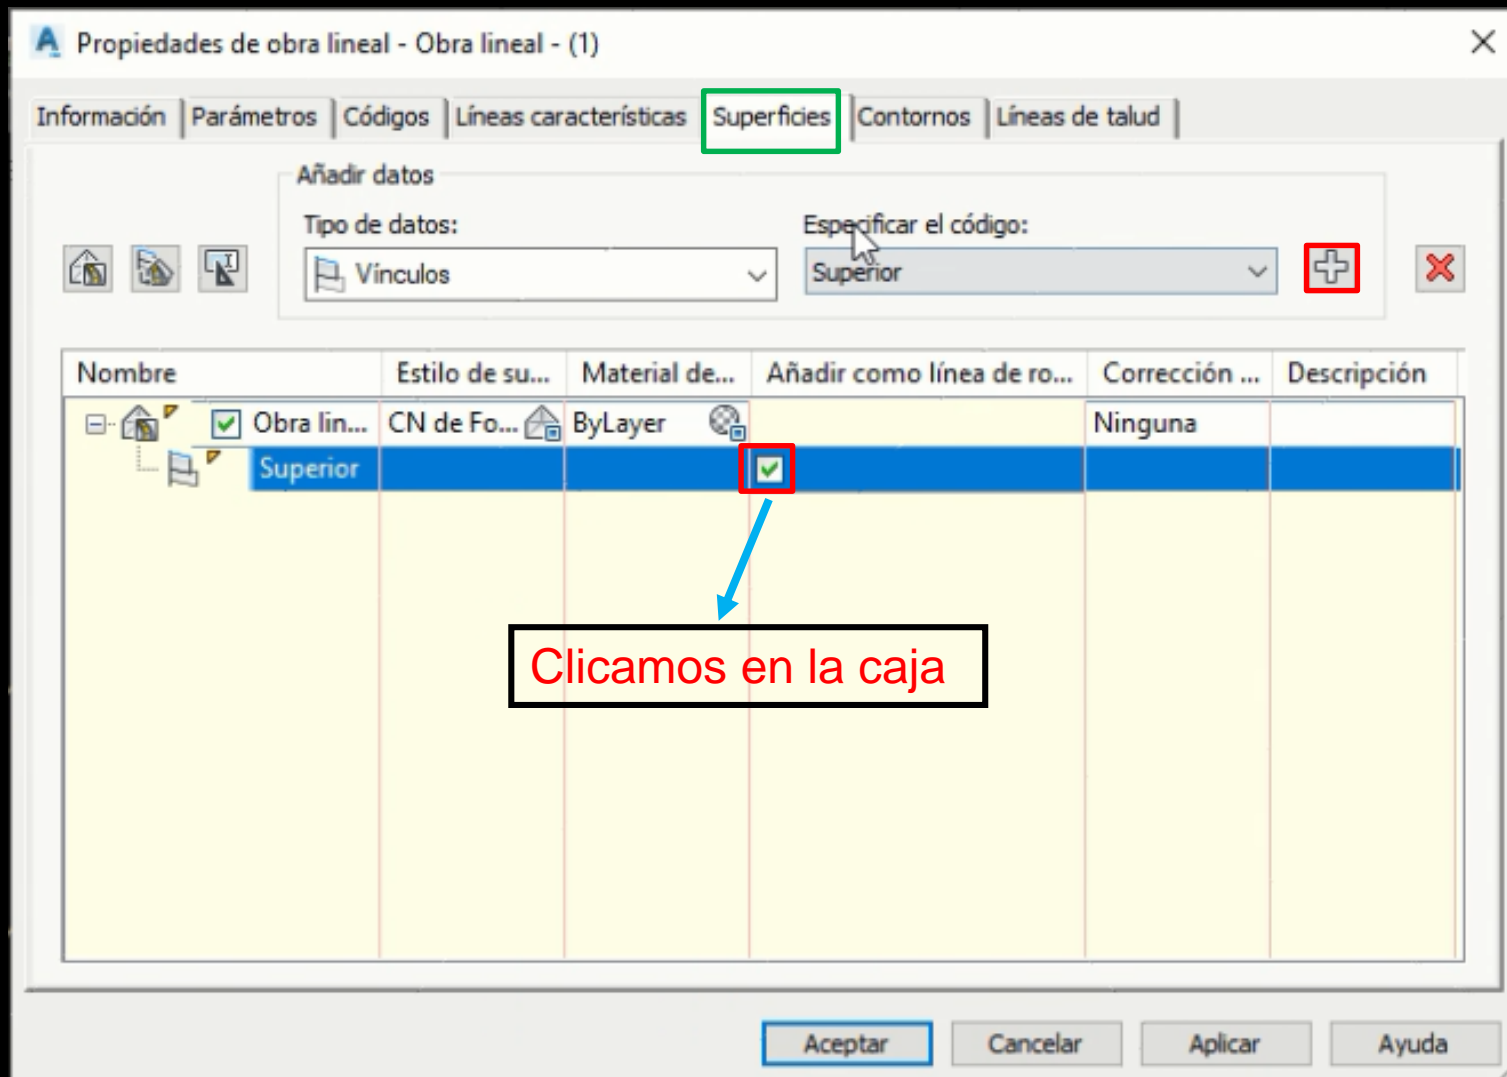 Propiedades de obra lineal - Obra lineal - (1)
Información Parámetros Códigos Líneas características Superficies Contornos Líneas de talud
Añadir datos
Tipo de datos: Especificar el código:
Vínculos Superior
Nombre Estilo de su... Material de... Añadir como línea de ro... Corrección ... Descripción
Obra lin... CN de Fo... ByLayer Ninguna
Superior
Clicamos en la caja
Aceptar Cancelar Aplicar Ayuda